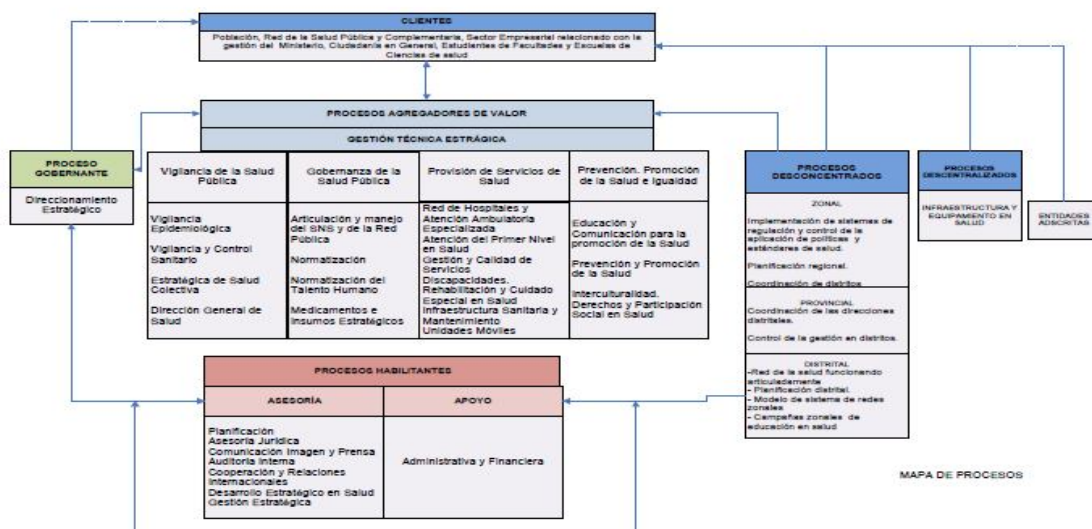 CLIENTES
Población, Red de la Salud Pública y Complementaria, Sector Empresarial relacionado con la
gestión del Ministerio, Ciudadanía en General, Estudiantes de Facultades y Escuelas de
Ciencias de salud
PROCESOS AGREGADORES DE VALOR
GESTIÓN TÉCNICA ESTRÁGICA
PROCESO
GOBERNANTE
Direccionamiento
Estratégico
Vigilancia de la Salud
Pública
Vigilancia
Epidemiológica
Vigilancia y Control
Sanitario
Estratégica de Salud
Colectiva
Dirección General de
Salud
Gobernanza de la
Salud Pública
Articulación y manejo
del SNS y de la Red
Pública
Normatización
Normatización del
Talento Humano
Medicamentos e
Insumos Estratégicos
Provisión de Servicios de
Salud
Red de Hospitales y
Atención Ambulatoria
Especializada
Atención del Primer Nivel
en Salud
Gestión y Calidad de
Servicios
Discapacidades.
Rehabilitación y Cuidado
Especial en Salud
Infraestructura Sanitaria y
Mantenimiento
Unidades Móviles
Prevención. Promoción
de la Salud e Igualdad
Educación y
Comunicación para la
promoción de la Salud
Prevención y Promoción
de la Salud
Interculturalidad.
Derechos y Participación
Social en Salud
PROCESOS
DESCONCENTRADOS
ZONAL
Implementación de sistemas de
regulación y control de la
aplicación de políticas y
estándares de salud.
Planificación regional.
Coordinación de distritos
PROVINCIAL
Coordinación de las direcciones
distritales.
Control de la gestión en distritos.
DISTRITAL
-Red de la salud funcionando
articuladamente
- Planificación distrital.
- Modelo de sistema de redes
zonales
- Campañas zonales de
educación en salud
PROCESOS
DESCENTRALIZADOS
INFRAESTRUCTURA Y
EQUIPAMIENTO EN
SALUD
ENTIDADES
ADSCRITAS
PROCESOS HABILITANTES
ASESORÍA
Planificación
Asesoría Jurídica
Comunicación Imagen y Prensa
Auditoria Interna
Cooperación y Relaciones
Internacionales
Desarrollo Estratégico en Salud
Gestión Estratégica
APOYO
Administrativa y Financiera
MAPA DE PROCESOS